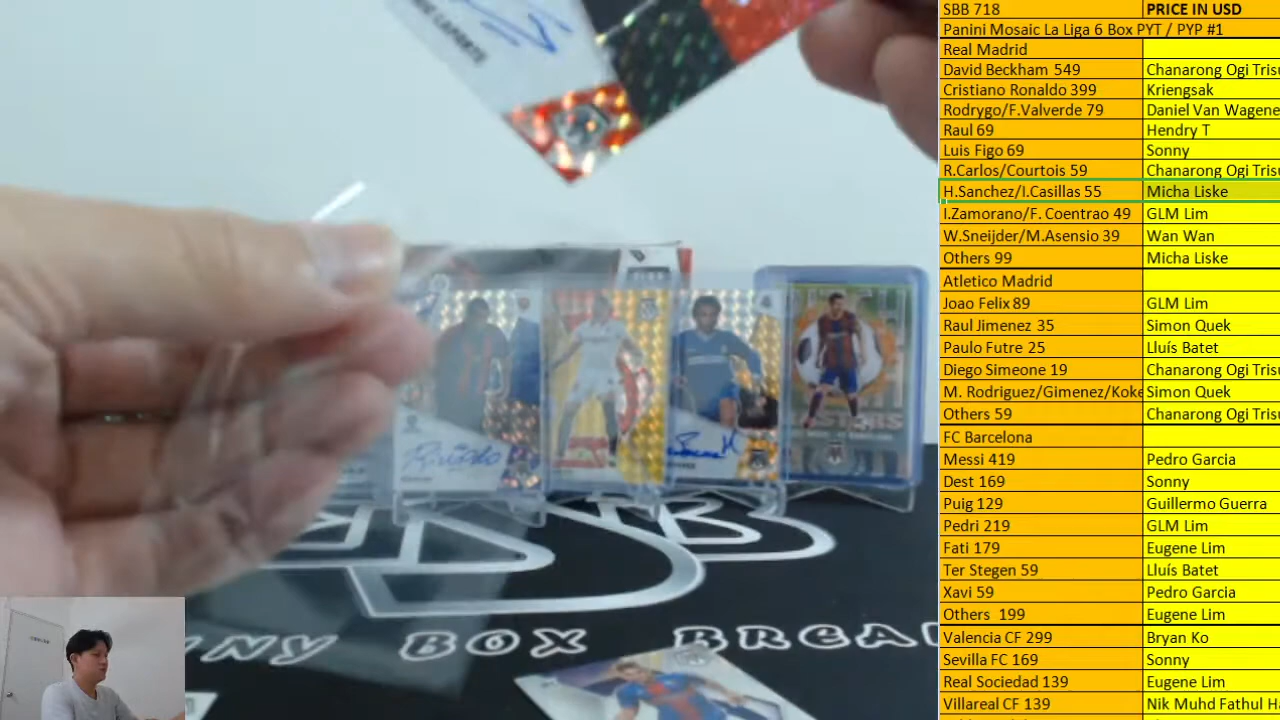 SBB 718 PRICE IN USD
Panini Mosaic La Liga 6 Box PYT / PYP #1
Real Madrid
David Beckham 549 Chanarong Ogi Trisu
Cristiano Ronaldo 399 Kriengsak
Rodrygo/F.Valverde 79 Daniel Van Wagene
Raul 69 Hendry T
Luis Figo 69 Sonny
R.Carlos/Courtois 59 Chanarong Ogi Trisu
H.Sanchez/I.Casillas 55 Micha Liske
I.Zamorano/F. Coentrao 49 GLM Lim
W.Sneijder/M.Asensio 39 Wan Wan
Others 99 Micha Liske
Atletico Madrid
Joao Felix 89 GLM Lim
Raul Jimenez 35 Simon Quek
Paulo Futre 25 Lluís Batet
Diego Simeone 19 Chanarong Ogi Trisu
M. Rodriguez/Gimenez/Koke Simon Quek
Others 59 Chanarong Ogi Trisu
FC Barcelona
Messi 419 Pedro Garcia
Dest 169 Sonny
Puig 129 Guillermo Guerra
Pedri 219 GLM Lim
Fati 179 Eugene Lim
Ter Stegen 59 Lluís Batet
Xavi 59 Pedro Garcia
Others 199 Eugene Lim
Valencia CF 299 Bryan Ko
Sevilla FC 169 Sonny
Real Sociedad 139 Eugene Lim
Villareal CF 139 Nik Muhd Fathul Ha
NNY BOX BREA